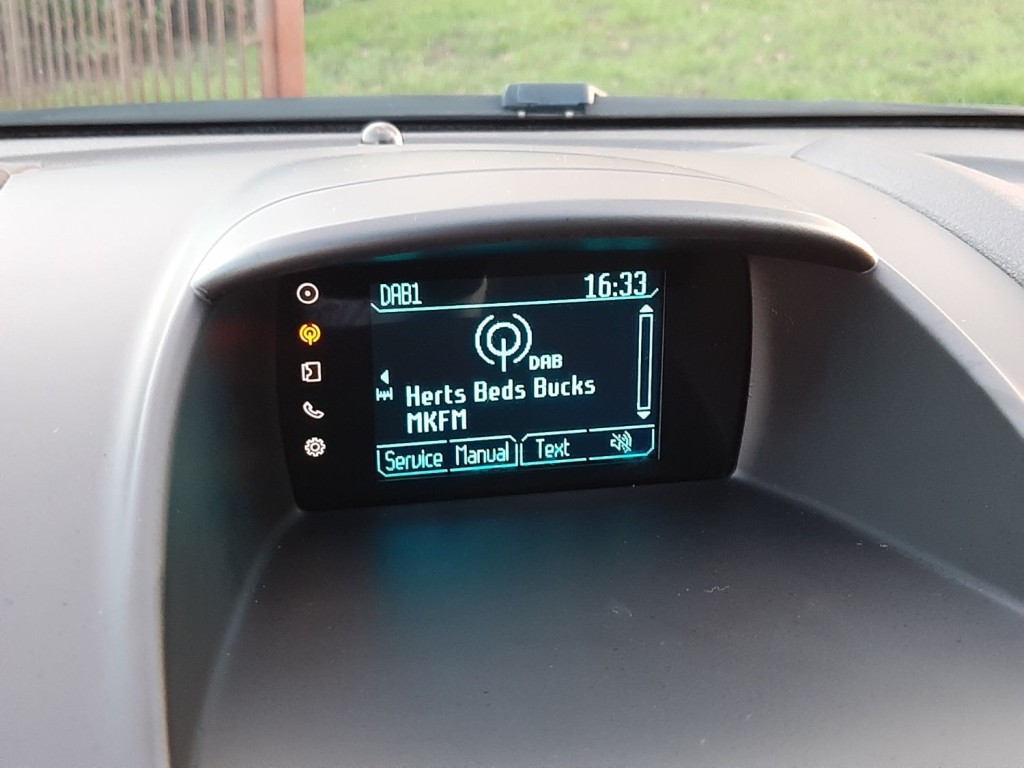 DAB1 16:33
DAB
Herts Beds Bucks
MKFM
Service Manual Text